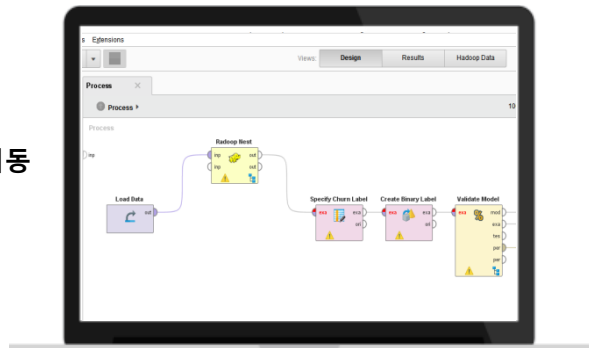 s Extensions
Views: Design Results Hadoop Data
Process
Process
19
Process
inp
Radoop Nest
inp out
inp out
Load Data
out
Specify Churn Label
exa exa
ori
Create Binary Label
exa exa
ori
Validate Model
exa mod
exa
tes
per
per
동